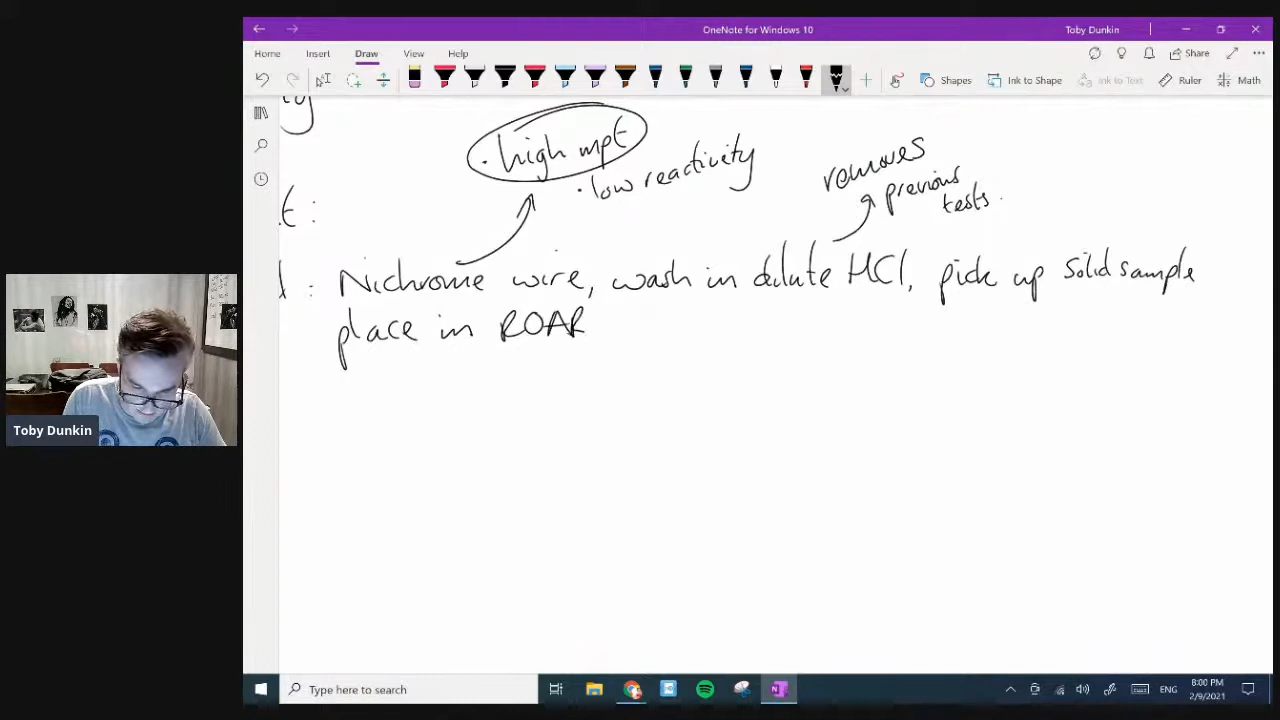 OneNote for Windows 10
Toby Dunkin
Home Insert Draw View Help
Share
Shapes Ink to Shape Ink to Text Ruler Math
• high mpt
• low reactivity
removes
previous
tests.
t :
: Nichrome wire, wash in dilute HCl, pick up solid sample
place in ROAR
Toby Dunkin
Type here to search
ENG
8:00 PM
2/9/2021